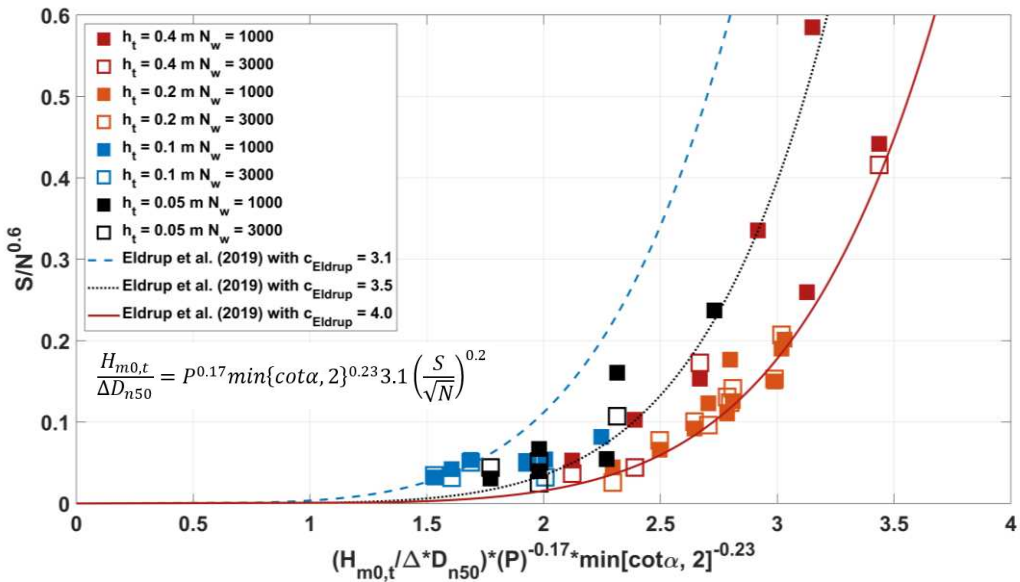 S/N^0.6
0.6
0.5
0.4
0.3
0.2
0.1
0
h_t = 0.4 m N_w = 1000
h_t = 0.4 m N_w = 3000
h_t = 0.2 m N_w = 1000
h_t = 0.2 m N_w = 3000
h_t = 0.1 m N_w = 1000
h_t = 0.1 m N_w = 3000
h_t = 0.05 m N_w = 1000
h_t = 0.05 m N_w = 3000
Eldrup et al. (2019) with c_Eldrup = 3.1
Eldrup et al. (2019) with c_Eldrup = 3.5
Eldrup et al. (2019) with c_Eldrup = 4.0
H_m0,t / ΔD_n50 = P^0.17 min{cotα, 2}^0.23 3.1 (S/√N)^0.2
0 0.5 1 1.5 2 2.5 3 3.5 4
(H_m0,t/Δ*D_n50)*(P)^-0.17*min[cotα, 2]^-0.23